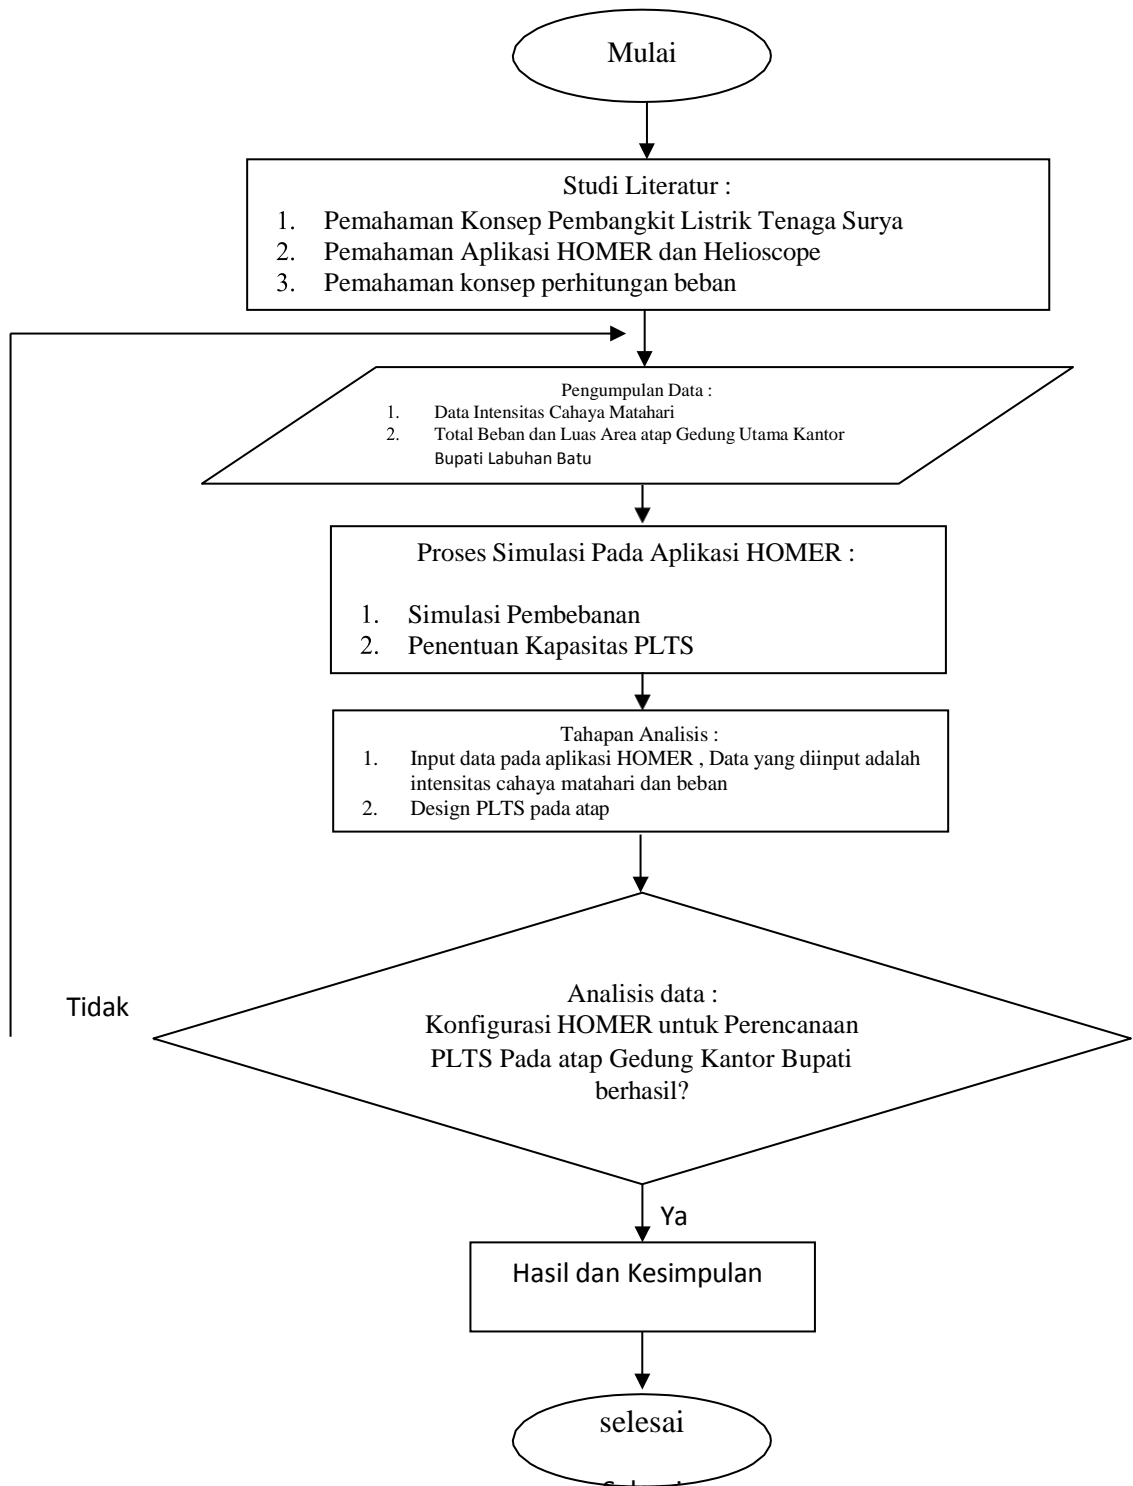 Mulai
Studi Literatur :
1. Pemahaman Konsep Pembangkit Listrik Tenaga Surya
2. Pemahaman Aplikasi HOMER dan Helioscope
3. Pemahaman konsep perhitungan beban
Pengumpulan Data :
1. Data Intensitas Cahaya Matahari
2. Total Beban dan Luas Area atap Gedung Utama Kantor
Bupati Labuhan Batu
Proses Simulasi Pada Aplikasi HOMER :
1. Simulasi Pembebanan
2. Penentuan Kapasitas PLTS
Tahapan Analisis :
1. Input data pada aplikasi HOMER , Data yang diinput adalah
intensitas cahaya matahari dan beban
2. Design PLTS pada atap
Tidak
Analisis data :
Konfigurasi HOMER untuk Perencanaan
PLTS Pada atap Gedung Kantor Bupati
berhasil?
Ya
Hasil dan Kesimpulan
selesai